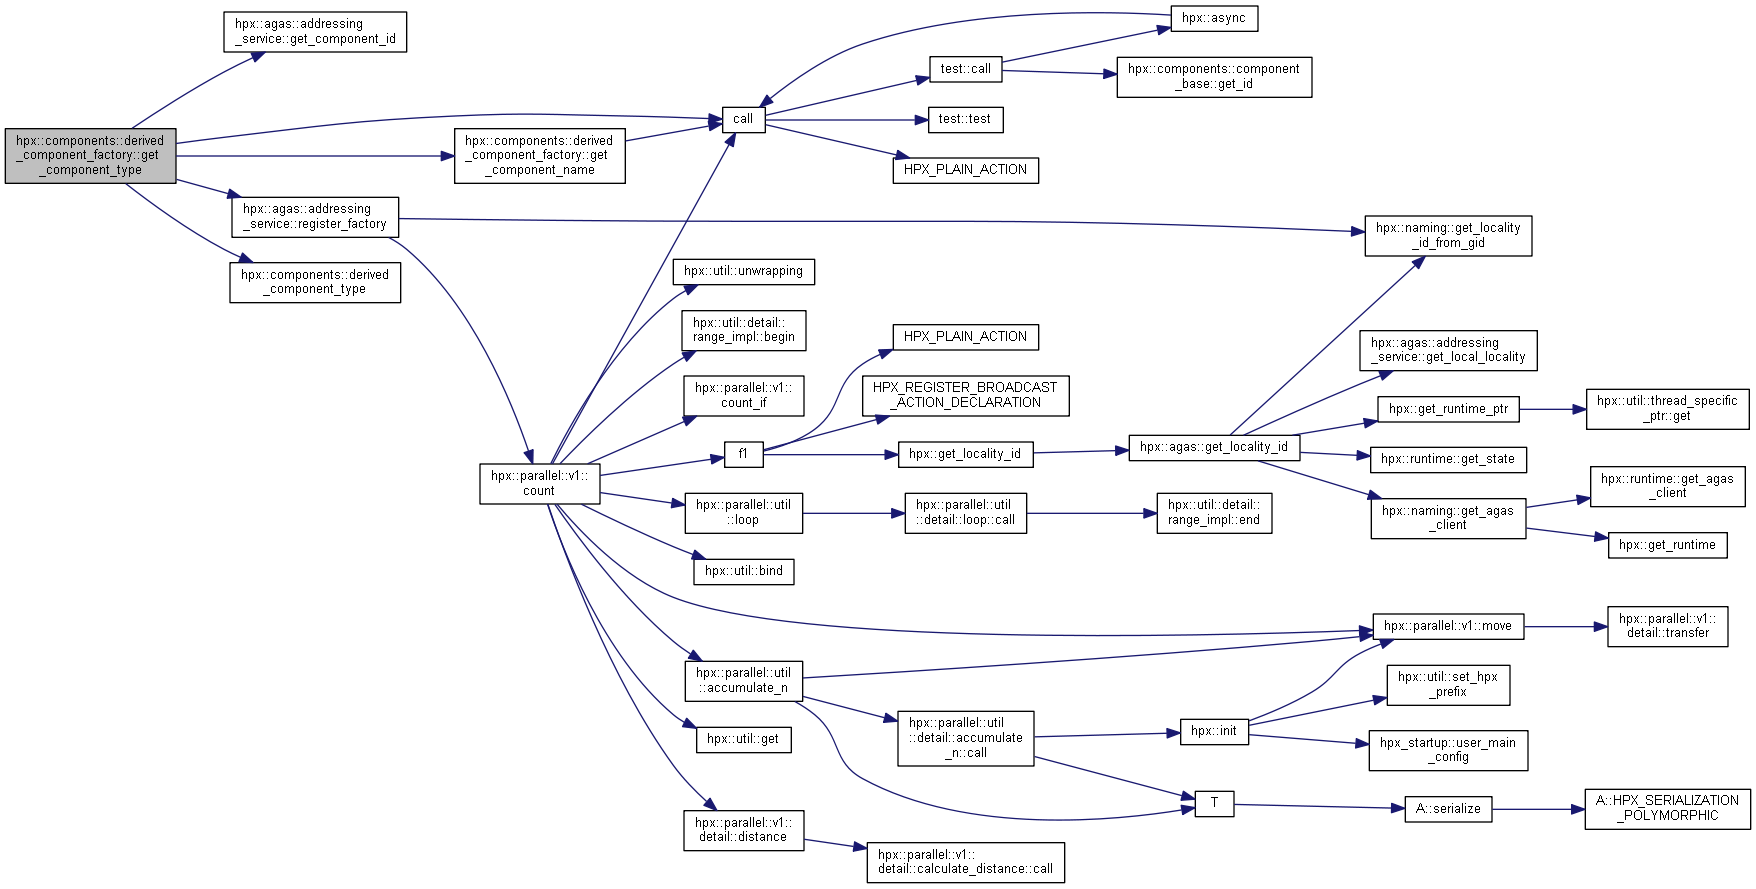 hpx::components::derived
_component_factory::get
_component_type
hpx::agas::addressing
_service::get_component_id
hpx::components::derived
_component_factory::get
_component_name
hpx::agas::addressing
_service::register_factory
hpx::components::derived
_component_type
call
test::call
hpx::async
hpx::components::component
_base::get_id
test::test
HPX_PLAIN_ACTION
hpx::naming::get_locality
_id_from_gid
hpx::parallel::v1::
count
hpx::util::unwrapping
hpx::util::detail::
range_impl::begin
hpx::parallel::v1::
count_if
f1
HPX_PLAIN_ACTION
HPX_REGISTER_BROADCAST
_ACTION_DECLARATION
hpx::get_locality_id
hpx::agas::get_locality_id
hpx::agas::addressing
_service::get_local_locality
hpx::get_runtime_ptr
hpx::util::thread_specific
_ptr::get
hpx::runtime::get_state
hpx::naming::get_agas
_client
hpx::runtime::get_agas
_client
hpx::get_runtime
hpx::parallel::util
::loop
hpx::parallel::util
::detail::loop::call
hpx::util::detail::
range_impl::end
hpx::util::bind
hpx::parallel::v1::move
hpx::parallel::v1::
detail::transfer
hpx::parallel::util
::accumulate_n
hpx::parallel::util
::detail::accumulate
_n::call
hpx::init
hpx::util::set_hpx
_prefix
hpx_startup::user_main
_config
hpx::util::get
T
A::serialize
A::HPX_SERIALIZATION
_POLYMORPHIC
hpx::parallel::v1::
detail::distance
hpx::parallel::v1::
detail::calculate_distance::call